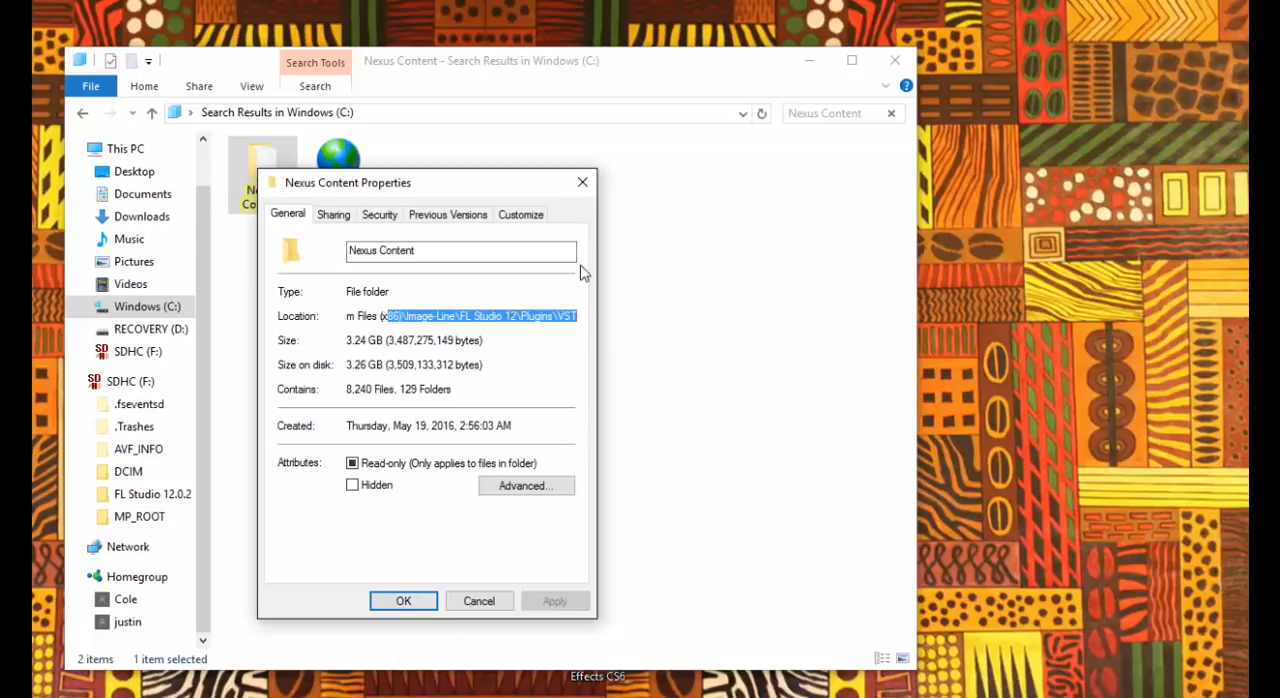 Search Tools
Nexus Content - Search Results in Windows (C:)
File
Home
Share
View
Search
Search Results in Windows (C:)
Nexus Content
This PC
Desktop
Documents
Downloads
Music
Pictures
Videos
Windows (C:)
RECOVERY (D:)
SDHC (F:)
SDHC (F:)
.fseventsd
.Trashes
AVF_INFO
DCIM
FL Studio 12.0.2
MP_ROOT
Network
Homegroup
Cole
justin
Ne
Co
Nexus Content Properties
General
Sharing
Security
Previous Versions
Customize
Nexus Content
Type: File folder
Location: m Files (x86)\Image-Line\FL Studio 12\Plugins\VST
Size: 3.24 GB (3,487,275,149 bytes)
Size on disk: 3.26 GB (3,509,133,312 bytes)
Contains: 8,240 Files, 129 Folders
Created: Thursday, May 19, 2016, 2:56:03 AM
Attributes: Read-only (Only applies to files in folder)
Hidden
Advanced...
OK
Cancel
Apply
2 items
1 item selected
Effects CS6